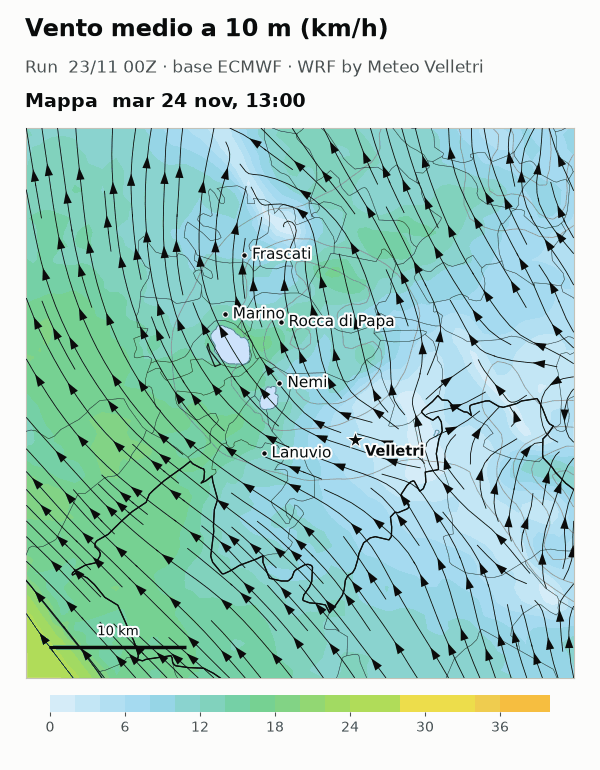 Vento medio a 10 m (km/h)
Run  23/11 00Z · base ECMWF · WRF by Meteo Velletri
Mappa  mar 24 nov, 13:00
Frascati
Marino
Rocca di Papa
Nemi
Velletri
Lanuvio
10 km
0 6 12 18 24 30 36